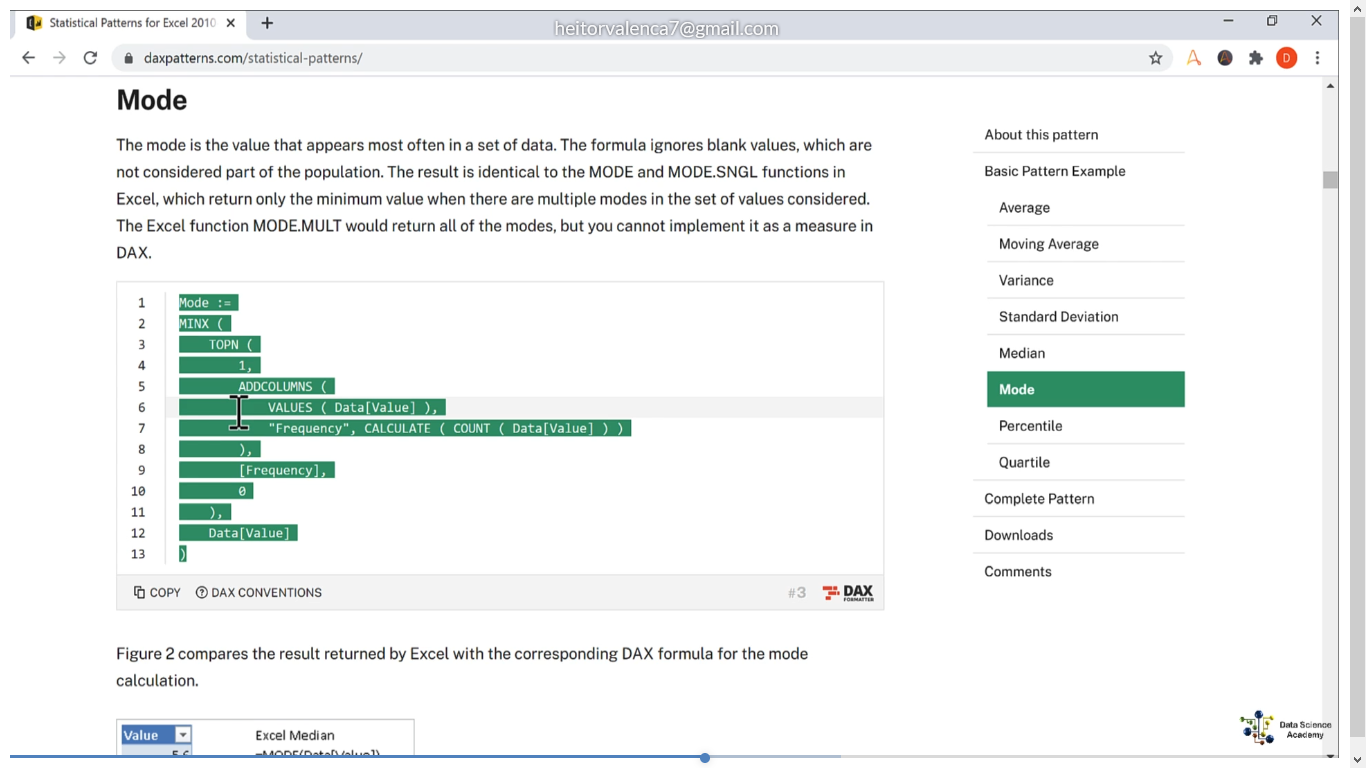 Statistical Patterns for Excel 2010
heitorvalenca7@gmail.com
daxpatterns.com/statistical-patterns/
D
Mode
The mode is the value that appears most often in a set of data. The formula ignores blank values, which are
not considered part of the population. The result is identical to the MODE and MODE.SNGL functions in
Excel, which return only the minimum value when there are multiple modes in the set of values considered.
The Excel function MODE.MULT would return all of the modes, but you cannot implement it as a measure in
DAX.
1 Mode :=
2 MINX (
3 TOPN (
4 1,
5 ADDCOLUMNS (
6 VALUES ( Data[Value] ),
7 "Frequency", CALCULATE ( COUNT ( Data[Value] ) )
8 ),
9 [Frequency],
10 0
11 ),
12 Data[Value]
13 )
COPY DAX CONVENTIONS #3 DAX FORMATTER
Figure 2 compares the result returned by Excel with the corresponding DAX formula for the mode
calculation.
Value Excel Median
5,6 =MODE(Data[Value])
About this pattern
Basic Pattern Example
Average
Moving Average
Variance
Standard Deviation
Median
Mode
Percentile
Quartile
Complete Pattern
Downloads
Comments
Data Science
Academy